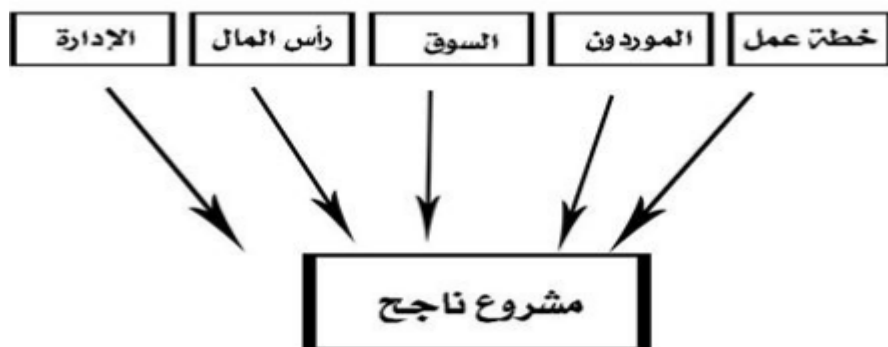 خطة عمل
الموردون
السوق
رأس المال
الإدارة
مشروع ناجح